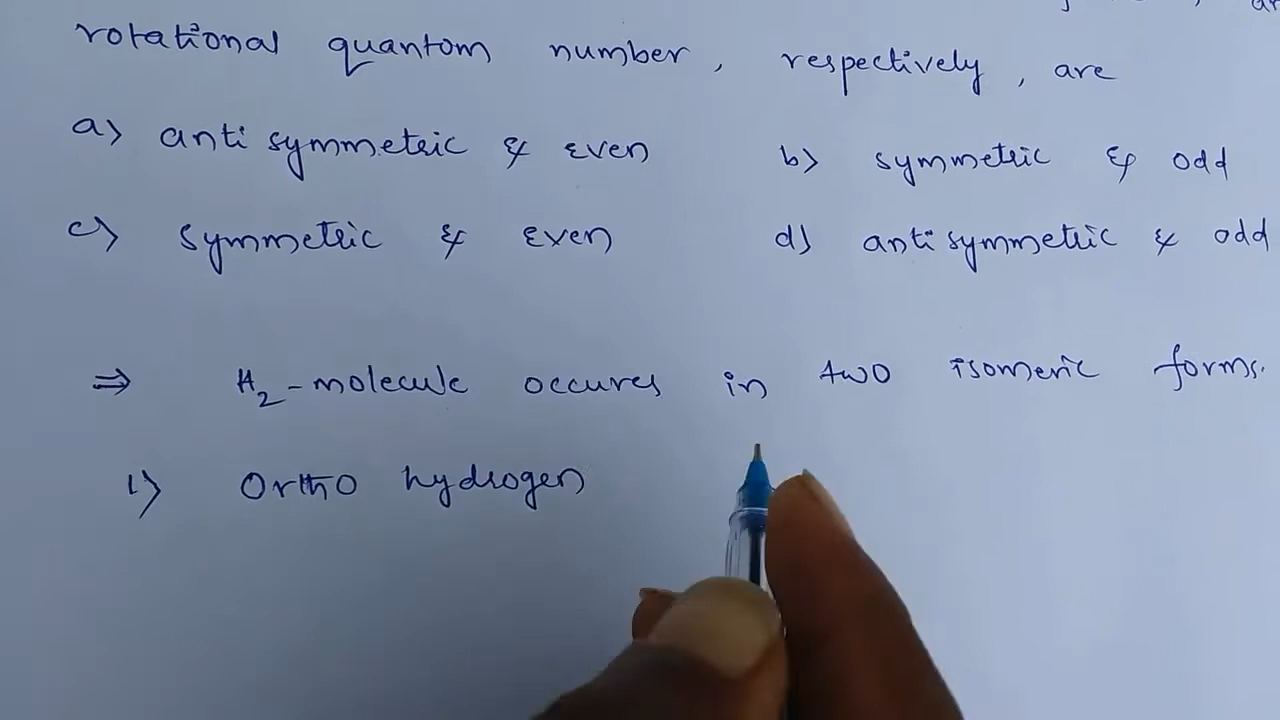 rotational quantom number, respectively, are
a) anti symmetric & even b) symmetric & odd
c) symmetric & even d) anti symmetric & odd
⇒ H₂-molecule occures in two isomeric forms.
1) Ortho hydrogen